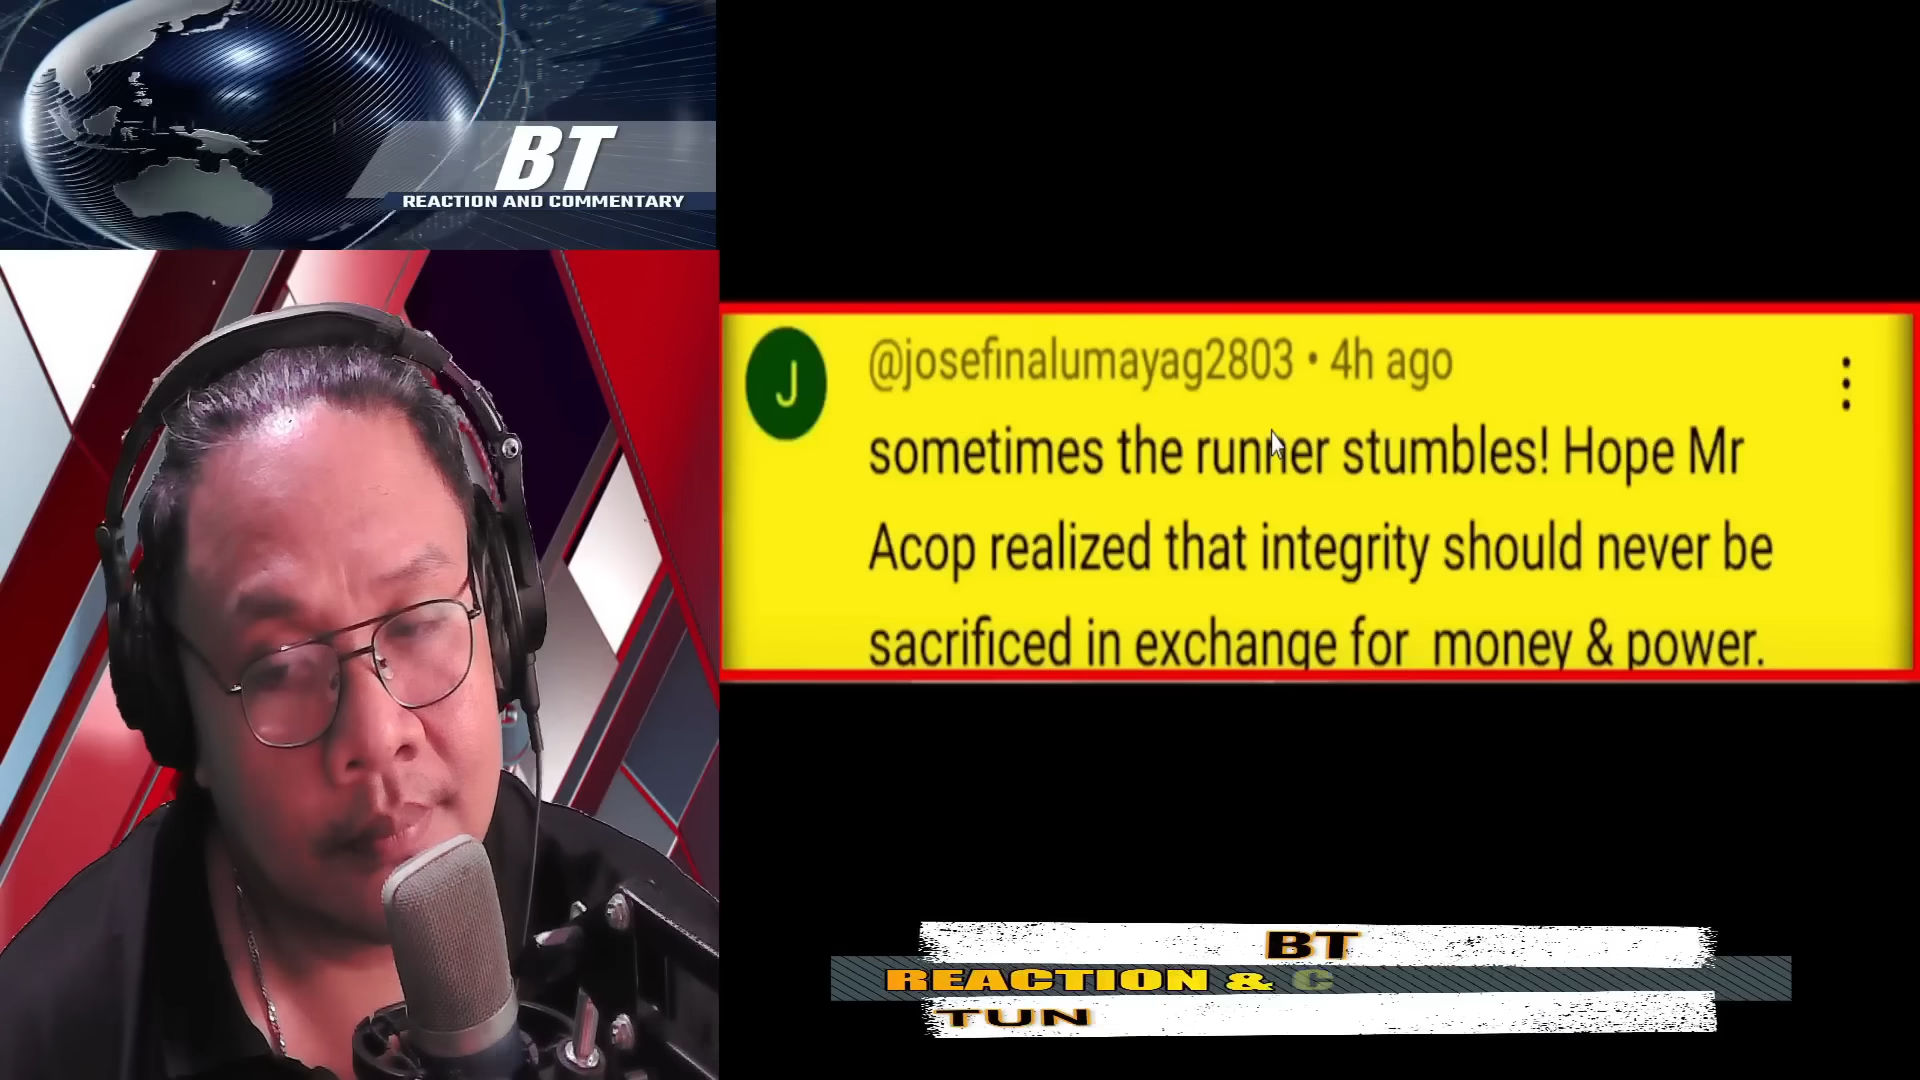 BT
REACTION AND COMMENTARY
J
@josefinalumayag2803 • 4h ago
sometimes the runner stumbles! Hope Mr
Acop realized that integrity should never be
sacrificed in exchange for money & power.
BT
REACTION & C
TUN